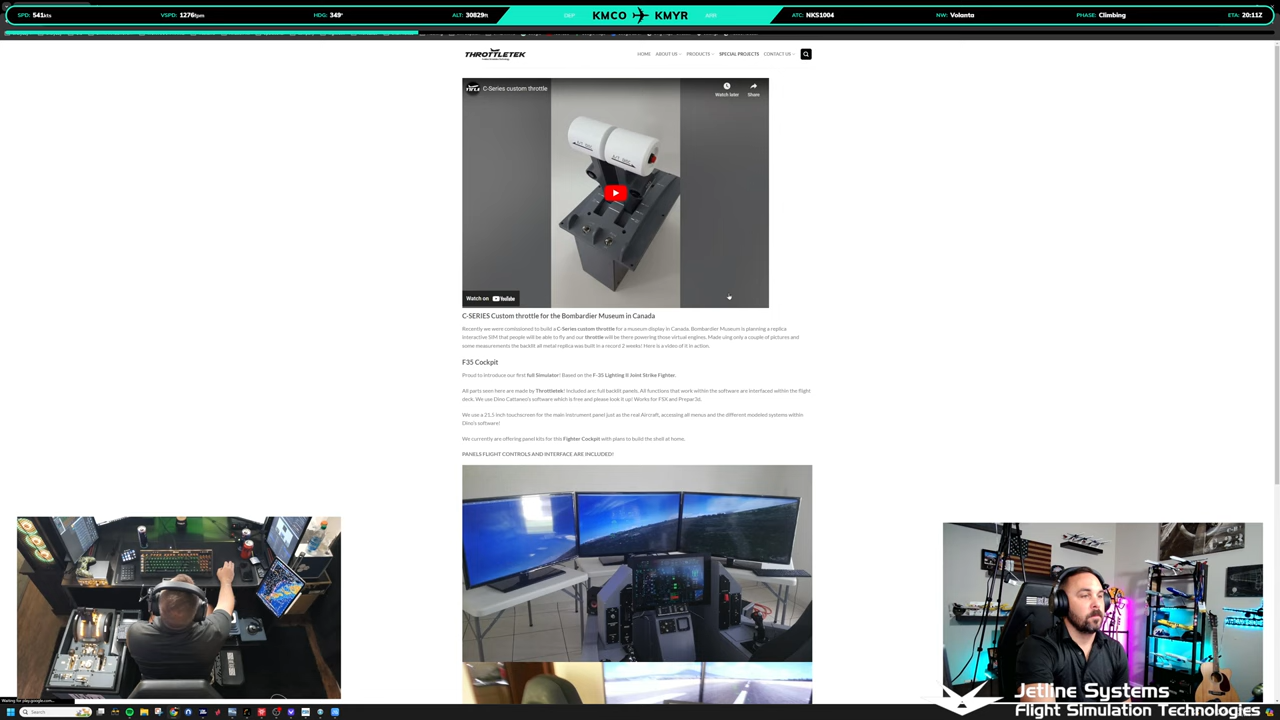 SPD: 541kts VSPD: 1276fpm HDG: 349° ALT: 30829ft DEP KMCO KMYR ARR ATC: NKS1004 NW: Volanta PHASE: Climbing ETA: 20:11Z
THROTTLETEK HOME ABOUT US PRODUCTS SPECIAL PROJECTS CONTACT US
C-Series custom throttle
Watch later Share
Watch on YouTube
C-SERIES Custom throttle for the Bombardier Museum in Canada
Recently we were comissioned to build a C-Series custom throttle for a museum display in Canada. Bombardier Museum is planning a replica
interactive SIM that people will be able to fly and our throttle will be there powering those virtual engines. Made uing only a couple of pictures and
some measurements the backfit all metal replica was built in a record 2 weeks! Here is a video of it in action.
F35 Cockpit
Proud to introduce our first full Simulator! Based on the F-35 Lighting II Joint Strike Fighter.
All parts seen here are made by Throttletek! Included are: full backlit panels. All functions that work within the software are interfaced within the flight
deck. We use Dino Cattaneo's software which is free and please look it up! Works for FSX and Prepar3d.
We use a 21.5 inch touchscreen for the main instrument panel just as the real Aircraft, accessing all menus and the different modeled systems within
Dino's software!
We currently are offering panel kits for this Fighter Cockpit with plans to build the shell at home.
PANELS FLIGHT CONTROLS AND INTERFACE ARE INCLUDED!
Jetline Systems
Flight Simulation Technologies
Waiting for play.google.com...
Search